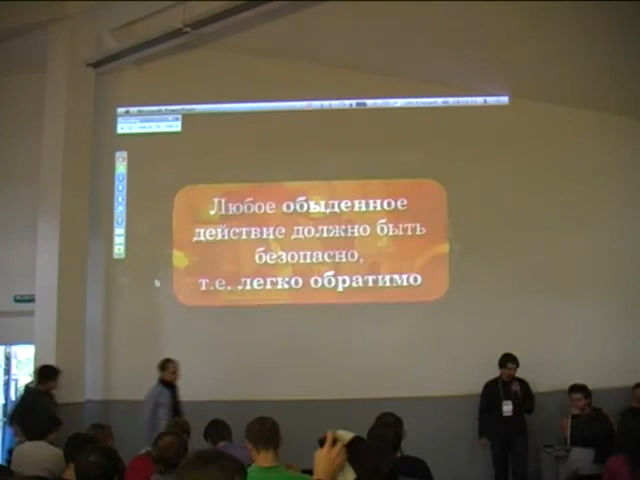 Любое обыденное
действие должно быть
безопасно,
т.е. легко обратимо